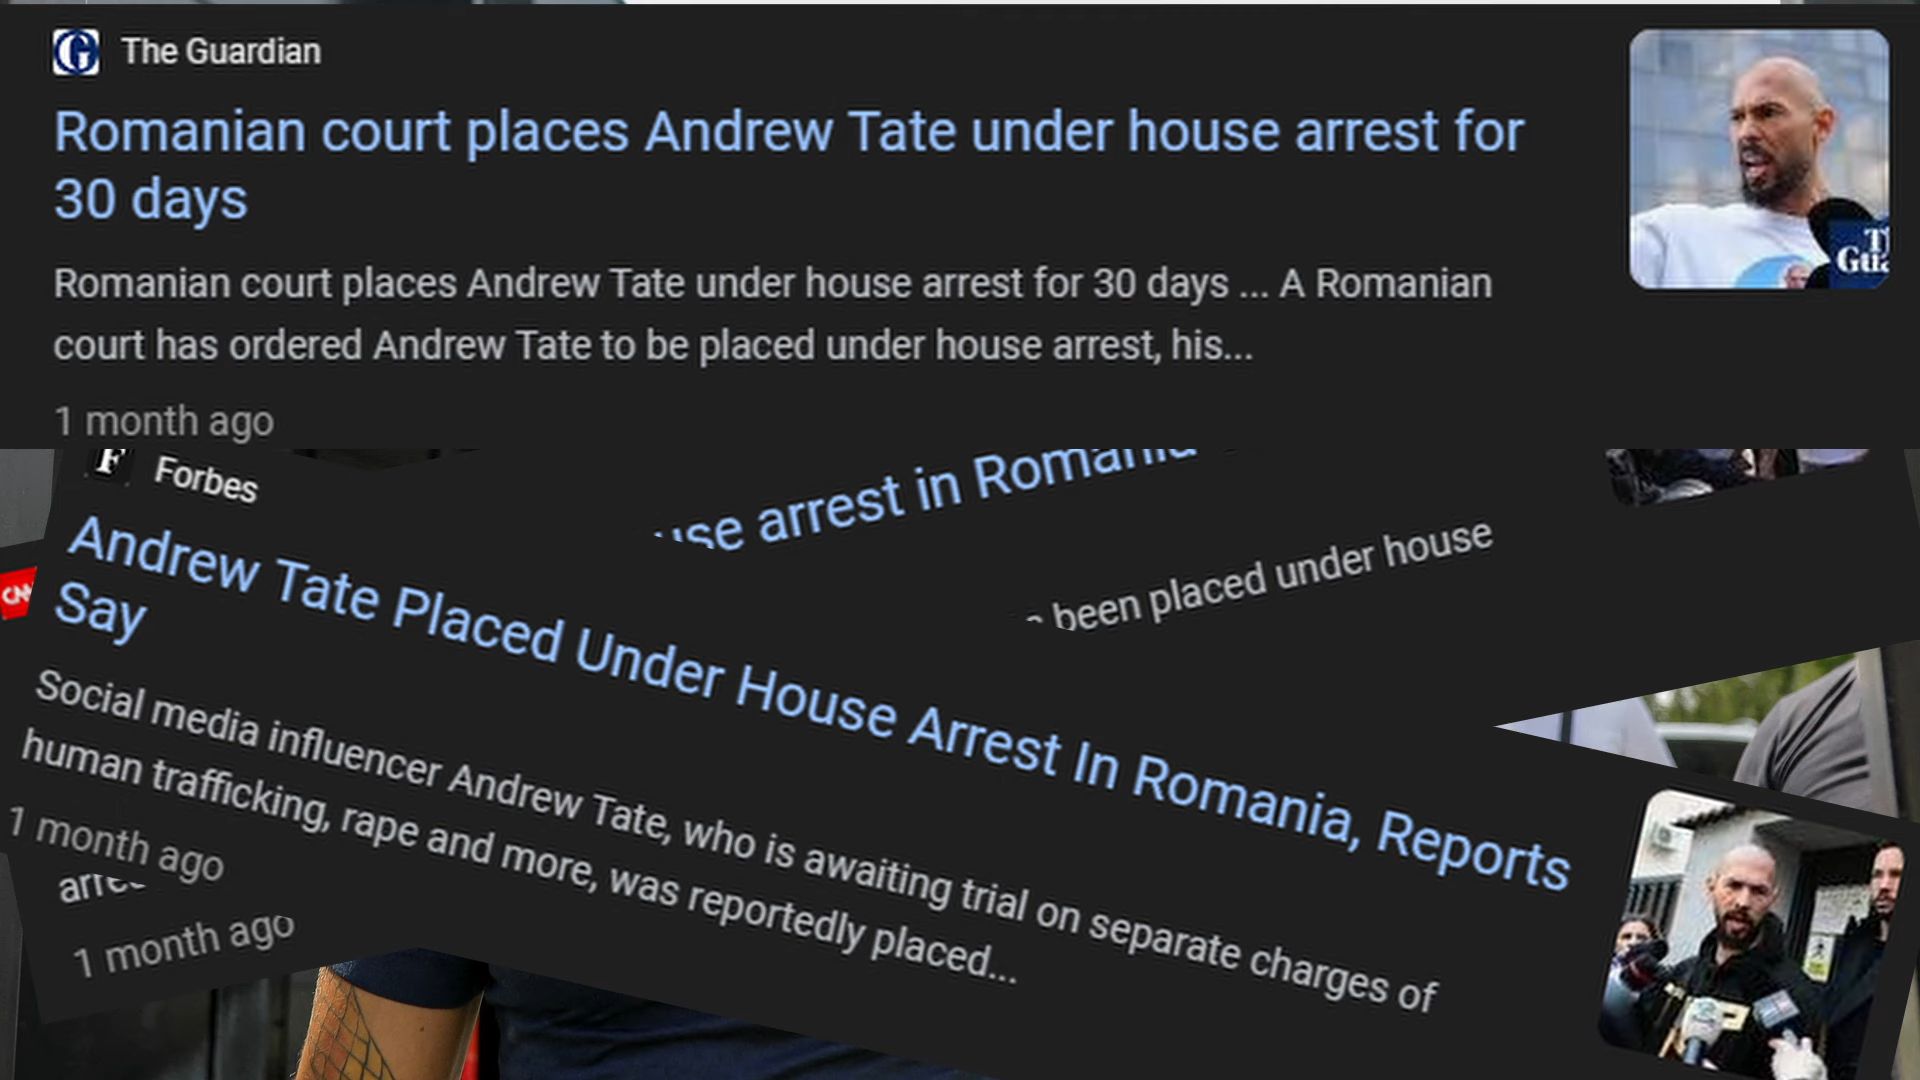 The Guardian
Romanian court places Andrew Tate under house arrest for
30 days
Romanian court places Andrew Tate under house arrest for 30 days ... A Romanian
court has ordered Andrew Tate to be placed under house arrest, his...
1 month ago
Forbes
arrest in Romania
been placed under house
CNN
Andrew Tate Placed Under House Arrest In Romania, Reports
Say
Social media influencer Andrew Tate, who is awaiting trial on separate charges of
human trafficking, rape and more, was reportedly placed...
1 month ago
1 month ago